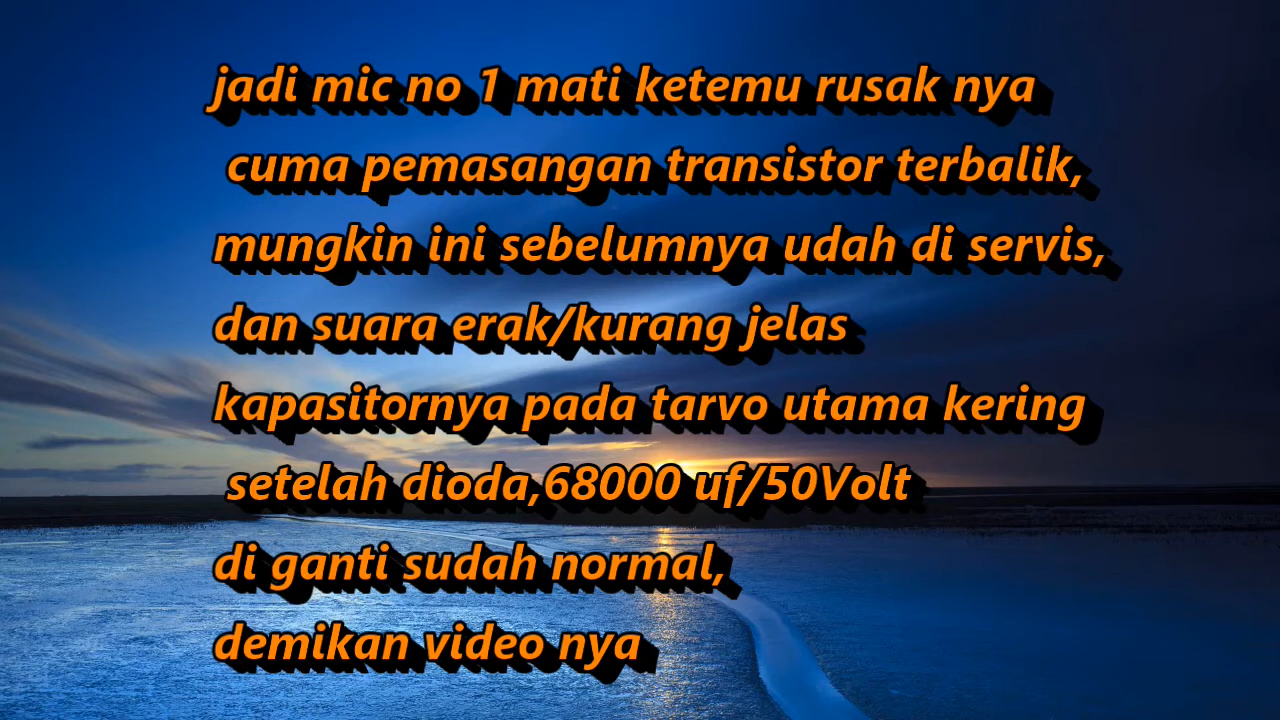 jadi mic no 1 mati ketemu rusak nya
cuma pemasangan transistor terbalik,
mungkin ini sebelumnya udah di servis,
dan suara erak/kurang jelas
kapasitornya pada tarvo utama kering
setelah dioda,68000 uf/50Volt
di ganti sudah normal,
demikan video nya